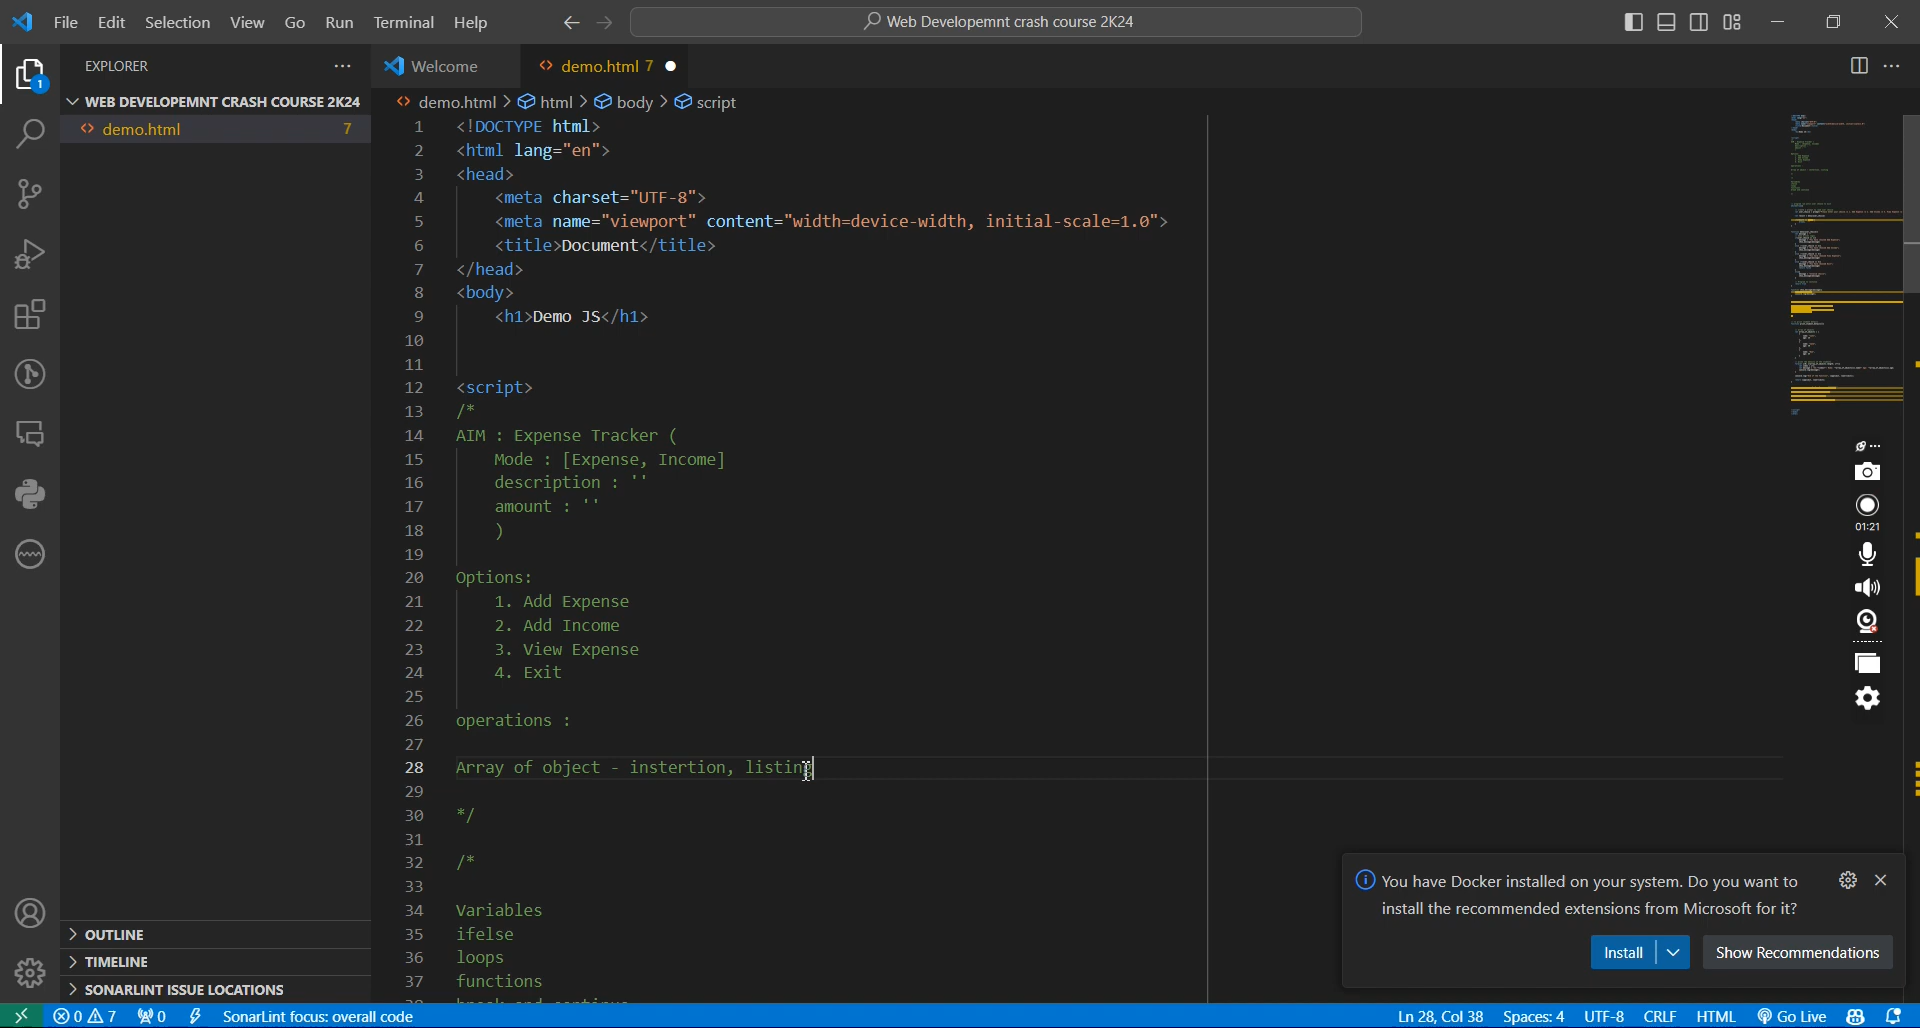 File Edit Selection View Go Run Terminal Help
Web Developemnt crash course 2K24
EXPLORER
Welcome
demo.html 7
1
WEB DEVELOPEMNT CRASH COURSE 2K24
demo.html 7
demo.html > html > body > script
1 <!DOCTYPE html>
2 <html lang="en">
3 <head>
4 <meta charset="UTF-8">
5 <meta name="viewport" content="width=device-width, initial-scale=1.0">
6 <title>Document</title>
7 </head>
8 <body>
9 <h1>Demo JS</h1>
10
11
12 <script>
13 /*
14 AIM : Expense Tracker (
15 Mode : [Expense, Income]
16 description : ''
17 amount : ''
18 )
19
20 Options:
21 1. Add Expense
22 2. Add Income
23 3. View Expense
24 4. Exit
25
26 operations :
27
28 Array of object - instertion, listing
29
30 */
31
32 /*
33
34 Variables
35 ifelse
36 loops
37 functions
01:21
You have Docker installed on your system. Do you want to
install the recommended extensions from Microsoft for it?
Install
Show Recommendations
OUTLINE
TIMELINE
SONARLINT ISSUE LOCATIONS
0 7 0 SonarLint focus: overall code
Ln 28, Col 38 Spaces: 4 UTF-8 CRLF HTML Go Live